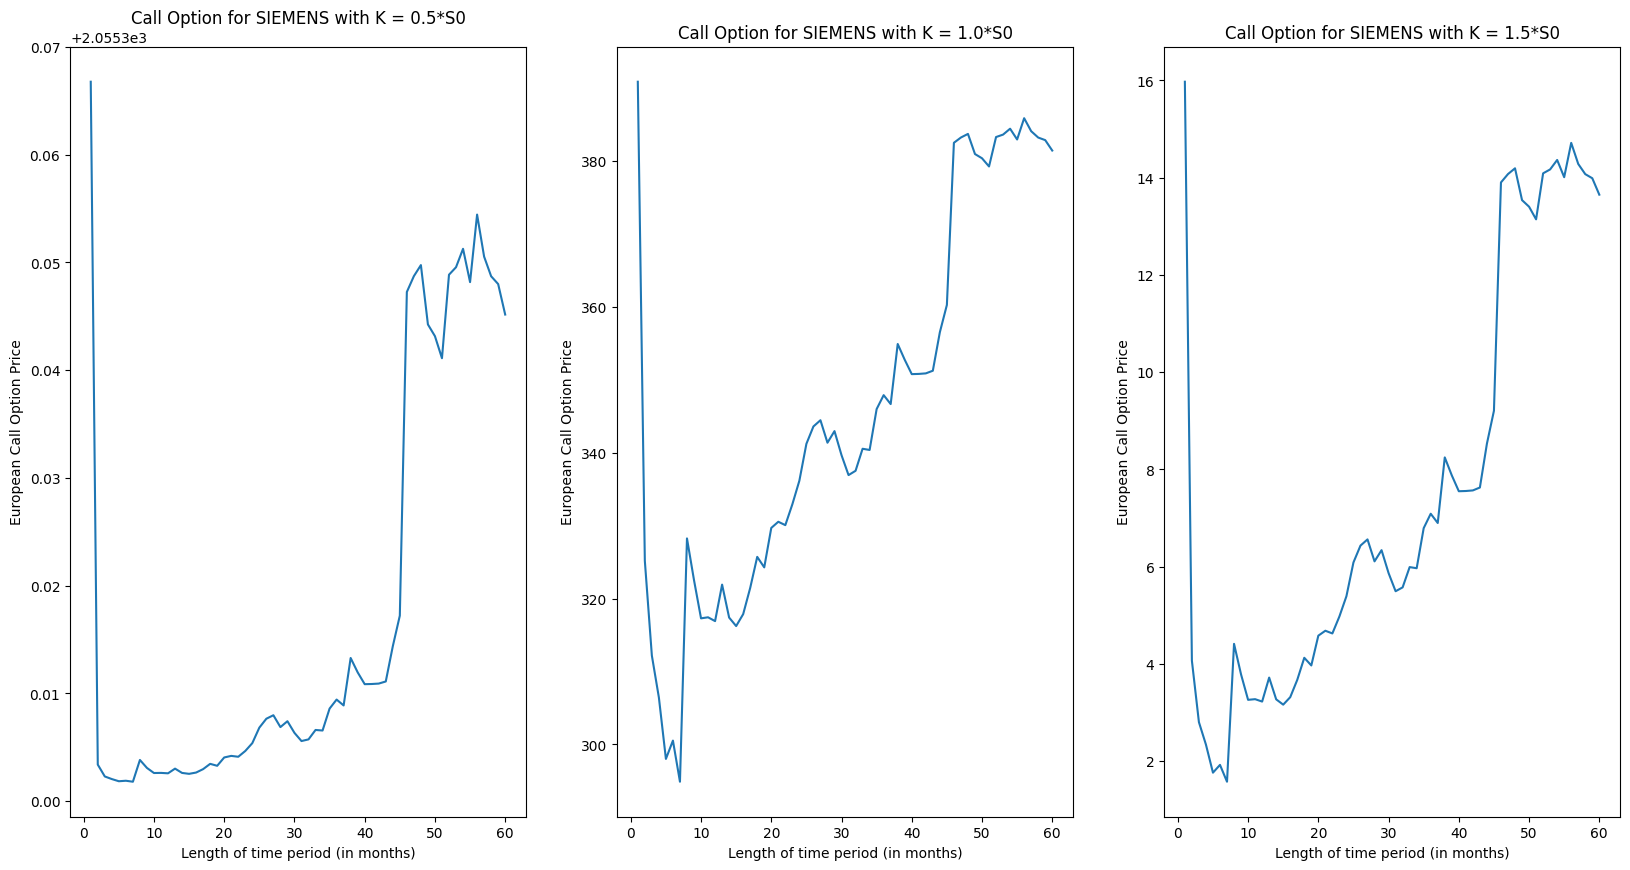 Call Option for SIEMENS with K = 0.5*S0
+2.0553e3
0.07
0.06
0.05
0.04
0.03
0.02
0.01
0.00
European Call Option Price
0 10 20 30 40 50 60
Length of time period (in months)
Call Option for SIEMENS with K = 1.0*S0
380
360
340
320
300
European Call Option Price
0 10 20 30 40 50 60
Length of time period (in months)
Call Option for SIEMENS with K = 1.5*S0
16
14
12
10
8
6
4
2
European Call Option Price
0 10 20 30 40 50 60
Length of time period (in months)